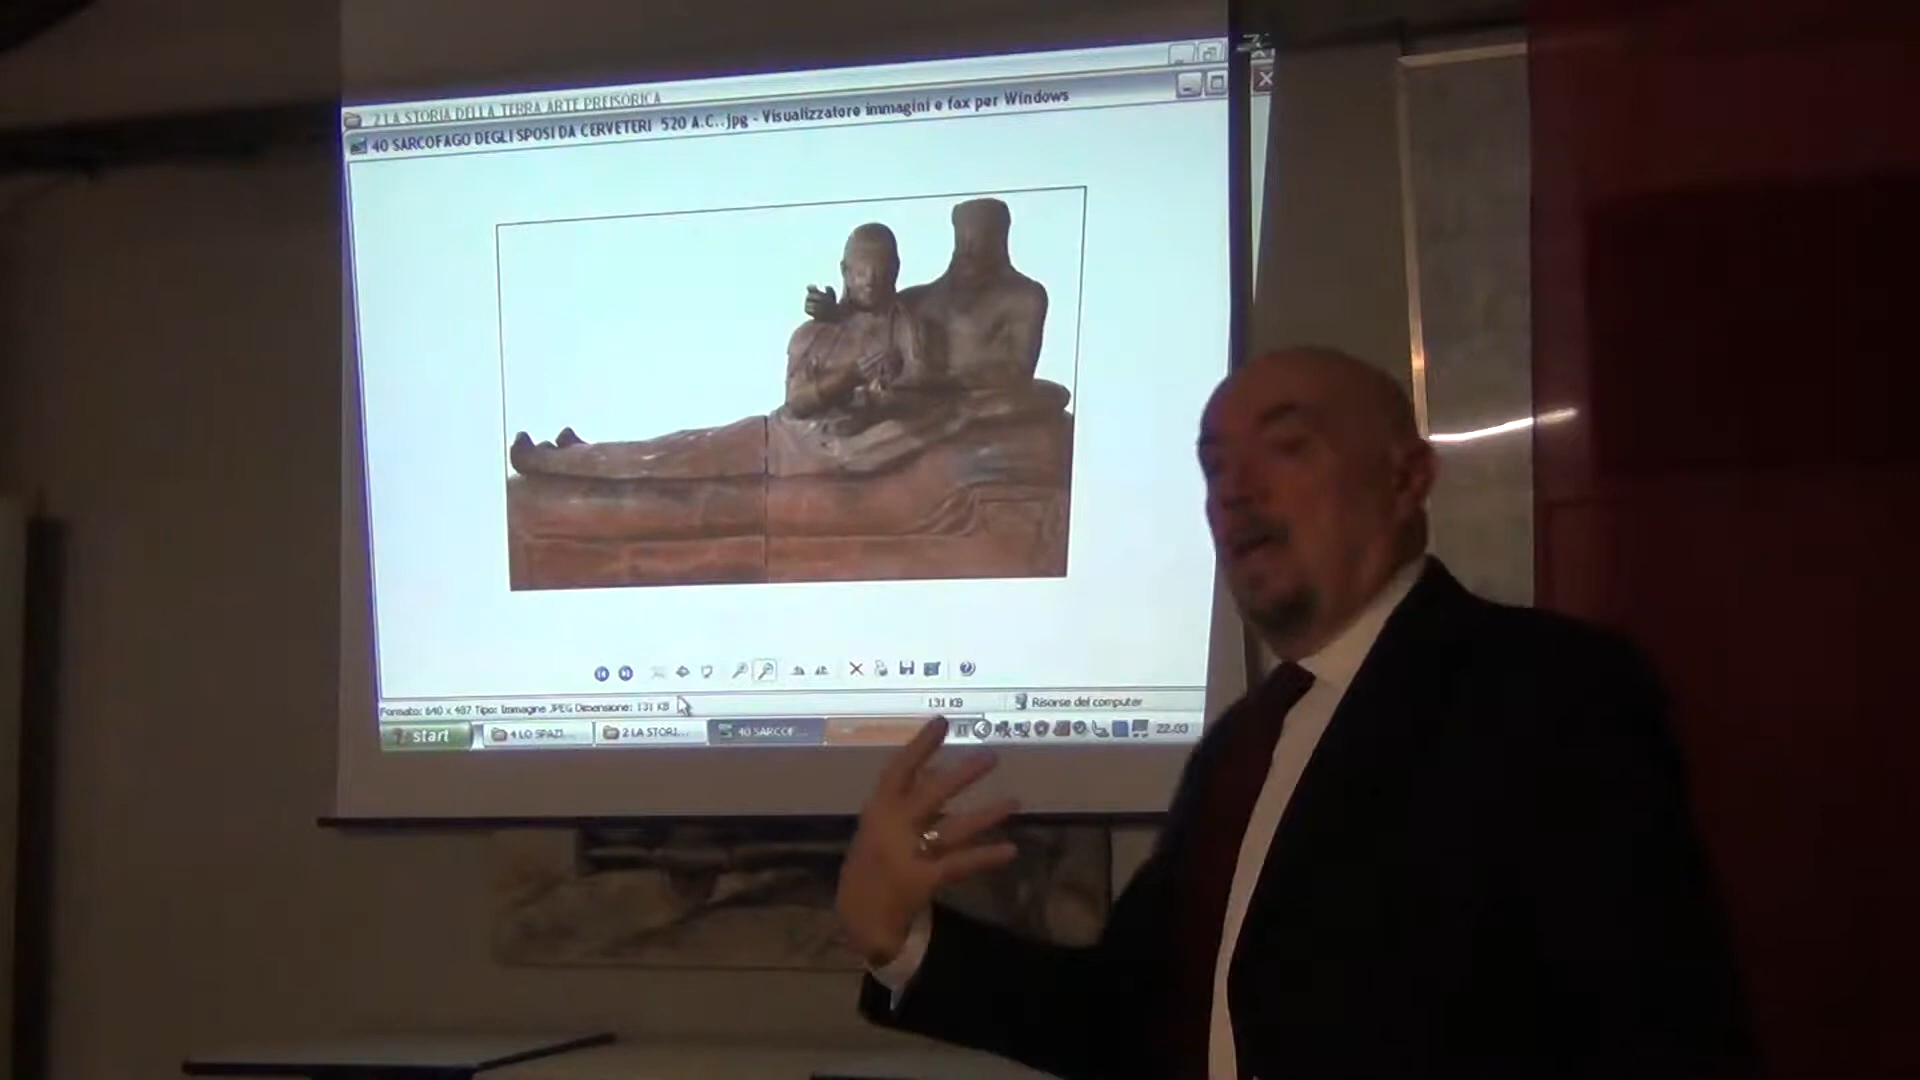 2 LA STORIA DELLA TERRA ARTE PREISORICA
40 SARCOFAGO DEGLI SPOSI DA CERVETERI 520 A.C..jpg - Visualizzatore immagini e fax per Windows
Formato: 640 x 487 Tipo: Immagine JPEG Dimensione: 131 KB
131 KB
Risorse del computer
start
4 LO SPAZI...
2 LA STORI...
40 SARCOF...
22.03